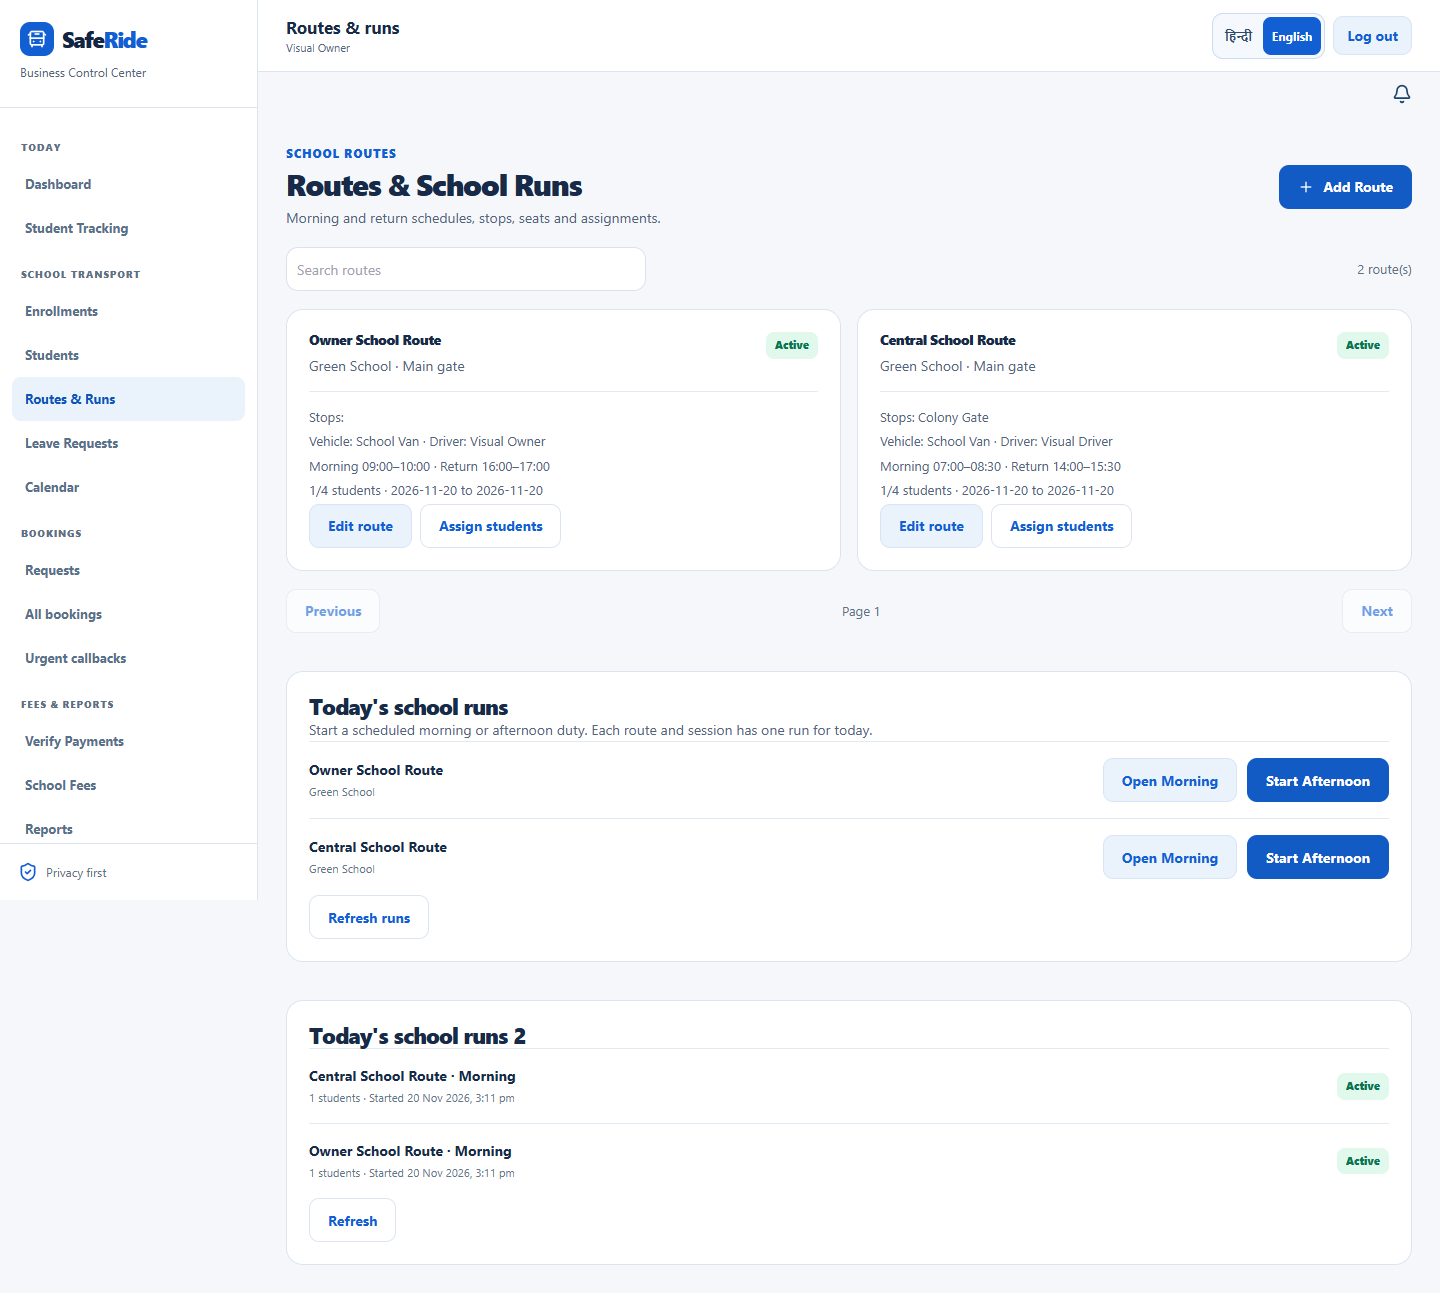 SafeRide
Business Control Center
Routes & runs
Visual Owner
हिन्दी
English
Log out
TODAY
Dashboard
Student Tracking
SCHOOL TRANSPORT
Enrollments
Students
Routes & Runs
Leave Requests
Calendar
BOOKINGS
Requests
All bookings
Urgent callbacks
FEES & REPORTS
Verify Payments
School Fees
Reports
Privacy first
SCHOOL ROUTES
Routes & School Runs
Morning and return schedules, stops, seats and assignments.
+ Add Route
Search routes
2 route(s)
Owner School Route
Active
Green School · Main gate
Stops:
Vehicle: School Van · Driver: Visual Owner
Morning 09:00–10:00 · Return 16:00–17:00
1/4 students · 2026-11-20 to 2026-11-20
Edit route
Assign students
Central School Route
Active
Green School · Main gate
Stops: Colony Gate
Vehicle: School Van · Driver: Visual Driver
Morning 07:00–08:30 · Return 14:00–15:30
1/4 students · 2026-11-20 to 2026-11-20
Edit route
Assign students
Previous
Page 1
Next
Today's school runs
Start a scheduled morning or afternoon duty. Each route and session has one run for today.
Owner School Route
Green School
Open Morning
Start Afternoon
Central School Route
Green School
Open Morning
Start Afternoon
Refresh runs
Today's school runs 2
Central School Route · Morning
1 students · Started 20 Nov 2026, 3:11 pm
Active
Owner School Route · Morning
1 students · Started 20 Nov 2026, 3:11 pm
Active
Refresh